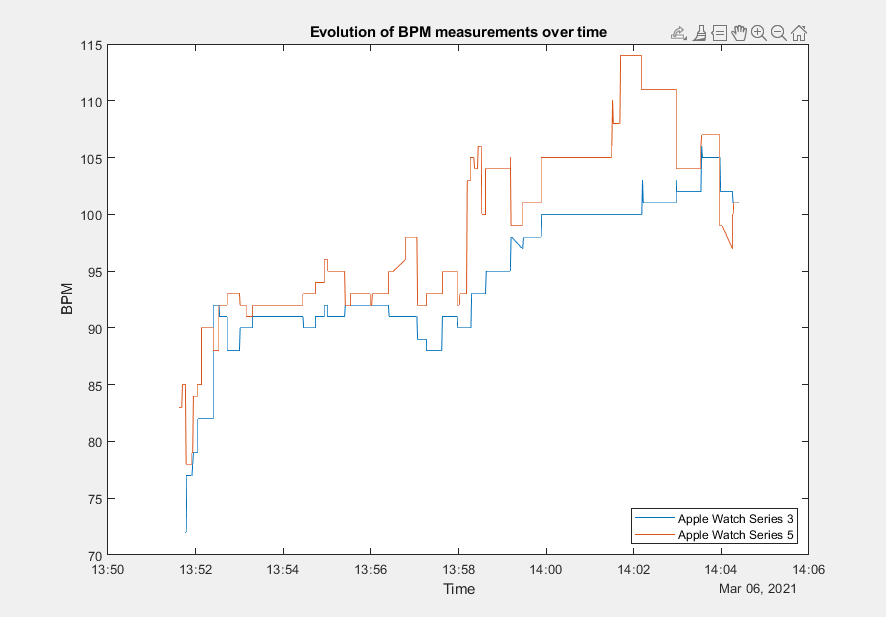 Evolution of BPM measurements over time
115
110
105
100
95
90
85
80
75
70
BPM
Apple Watch Series 3
Apple Watch Series 5
13:50 13:52 13:54 13:56 13:58 14:00 14:02 14:04 14:06
Time
Mar 06, 2021